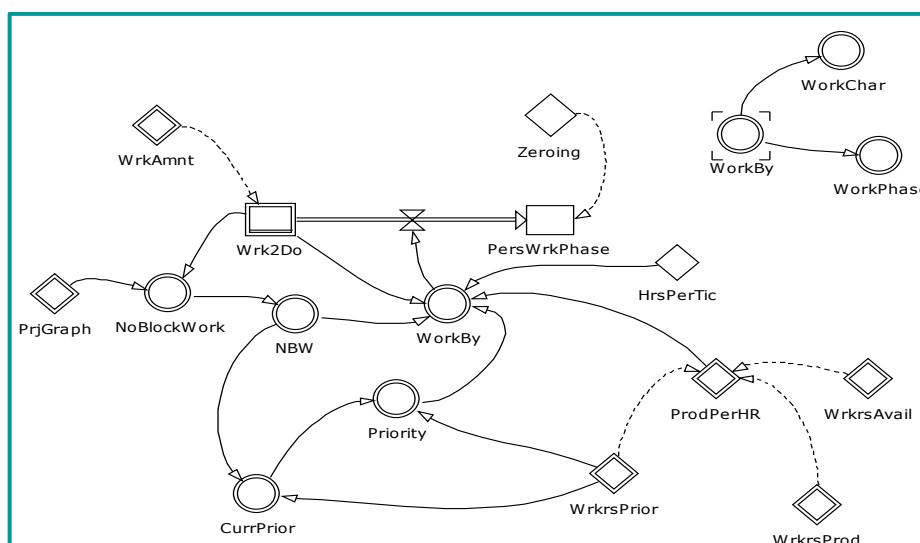 WorkChar
WrkAmnt
Zeroing
WorkBy
WorkPhase
Wrk2Do
PersWrkPhase
HrsPerTic
PrjGraph
NoBlockWork
NBW
WorkBy
ProdPerHR
WrkrsAvail
Priority
CurrPrior
WrkrsPrior
WrkrsProd